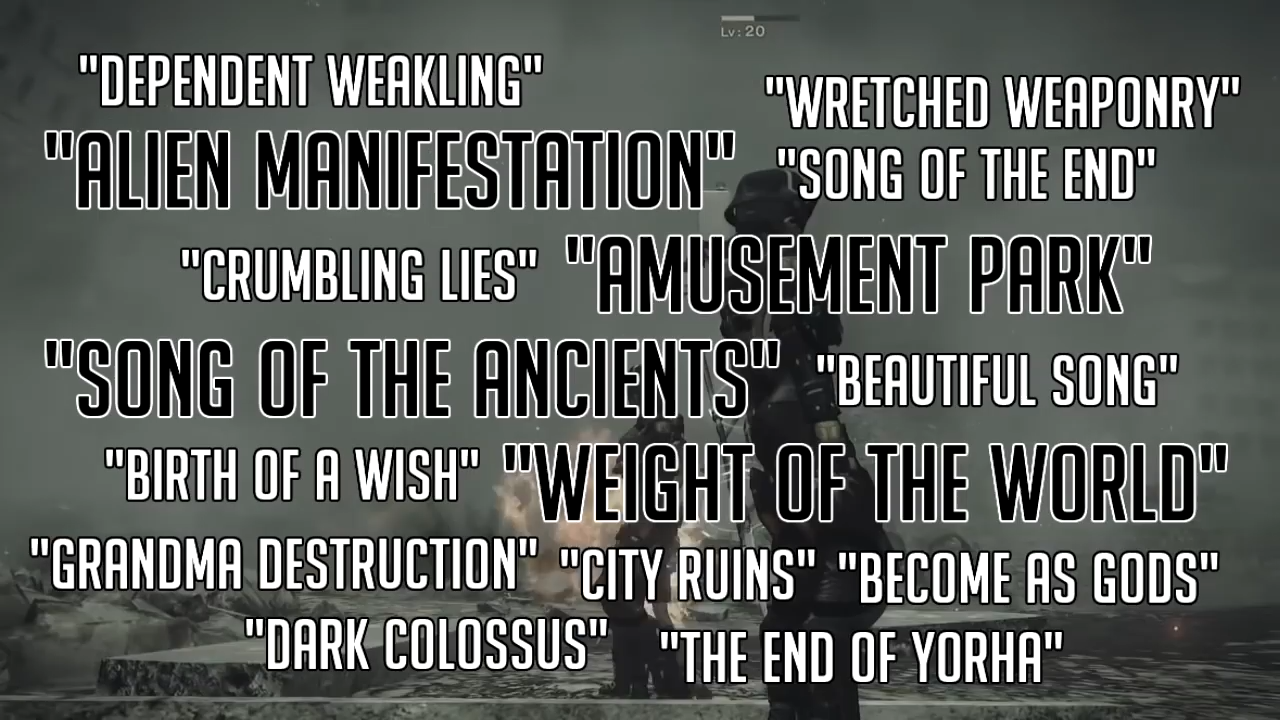 Lv: 20
"DEPENDENT WEAKLING"
"WRETCHED WEAPONRY"
"ALIEN MANIFESTATION"
"SONG OF THE END"
"CRUMBLING LIES" "AMUSEMENT PARK"
"SONG OF THE ANCIENTS" "BEAUTIFUL SONG"
"BIRTH OF A WISH" "WEIGHT OF THE WORLD"
"GRANDMA DESTRUCTION" "CITY RUINS" "BECOME AS GODS"
"DARK COLOSSUS" "THE END OF YORHA"